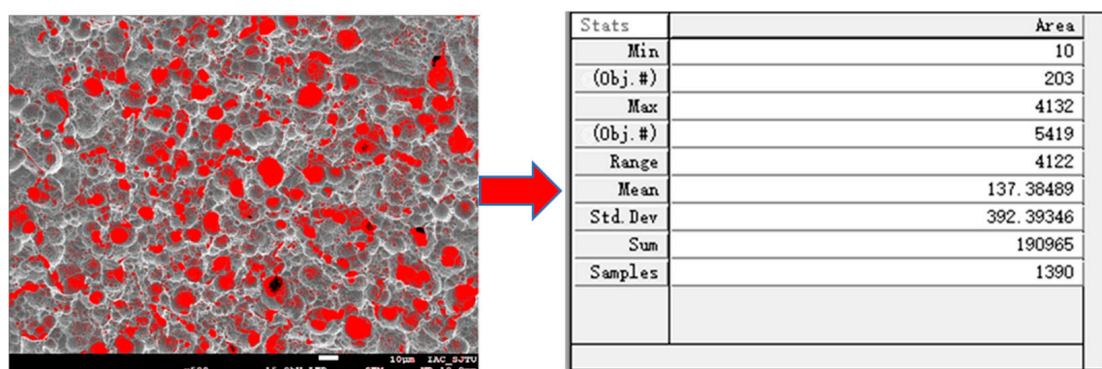 Stats Area
Min 10
(Obj.#) 203
Max 4132
(Obj.#) 5419
Range 4122
Mean 137.38489
Std.Dev 392.39346
Sum 190965
Samples 1390
10μm IAC_SJTU